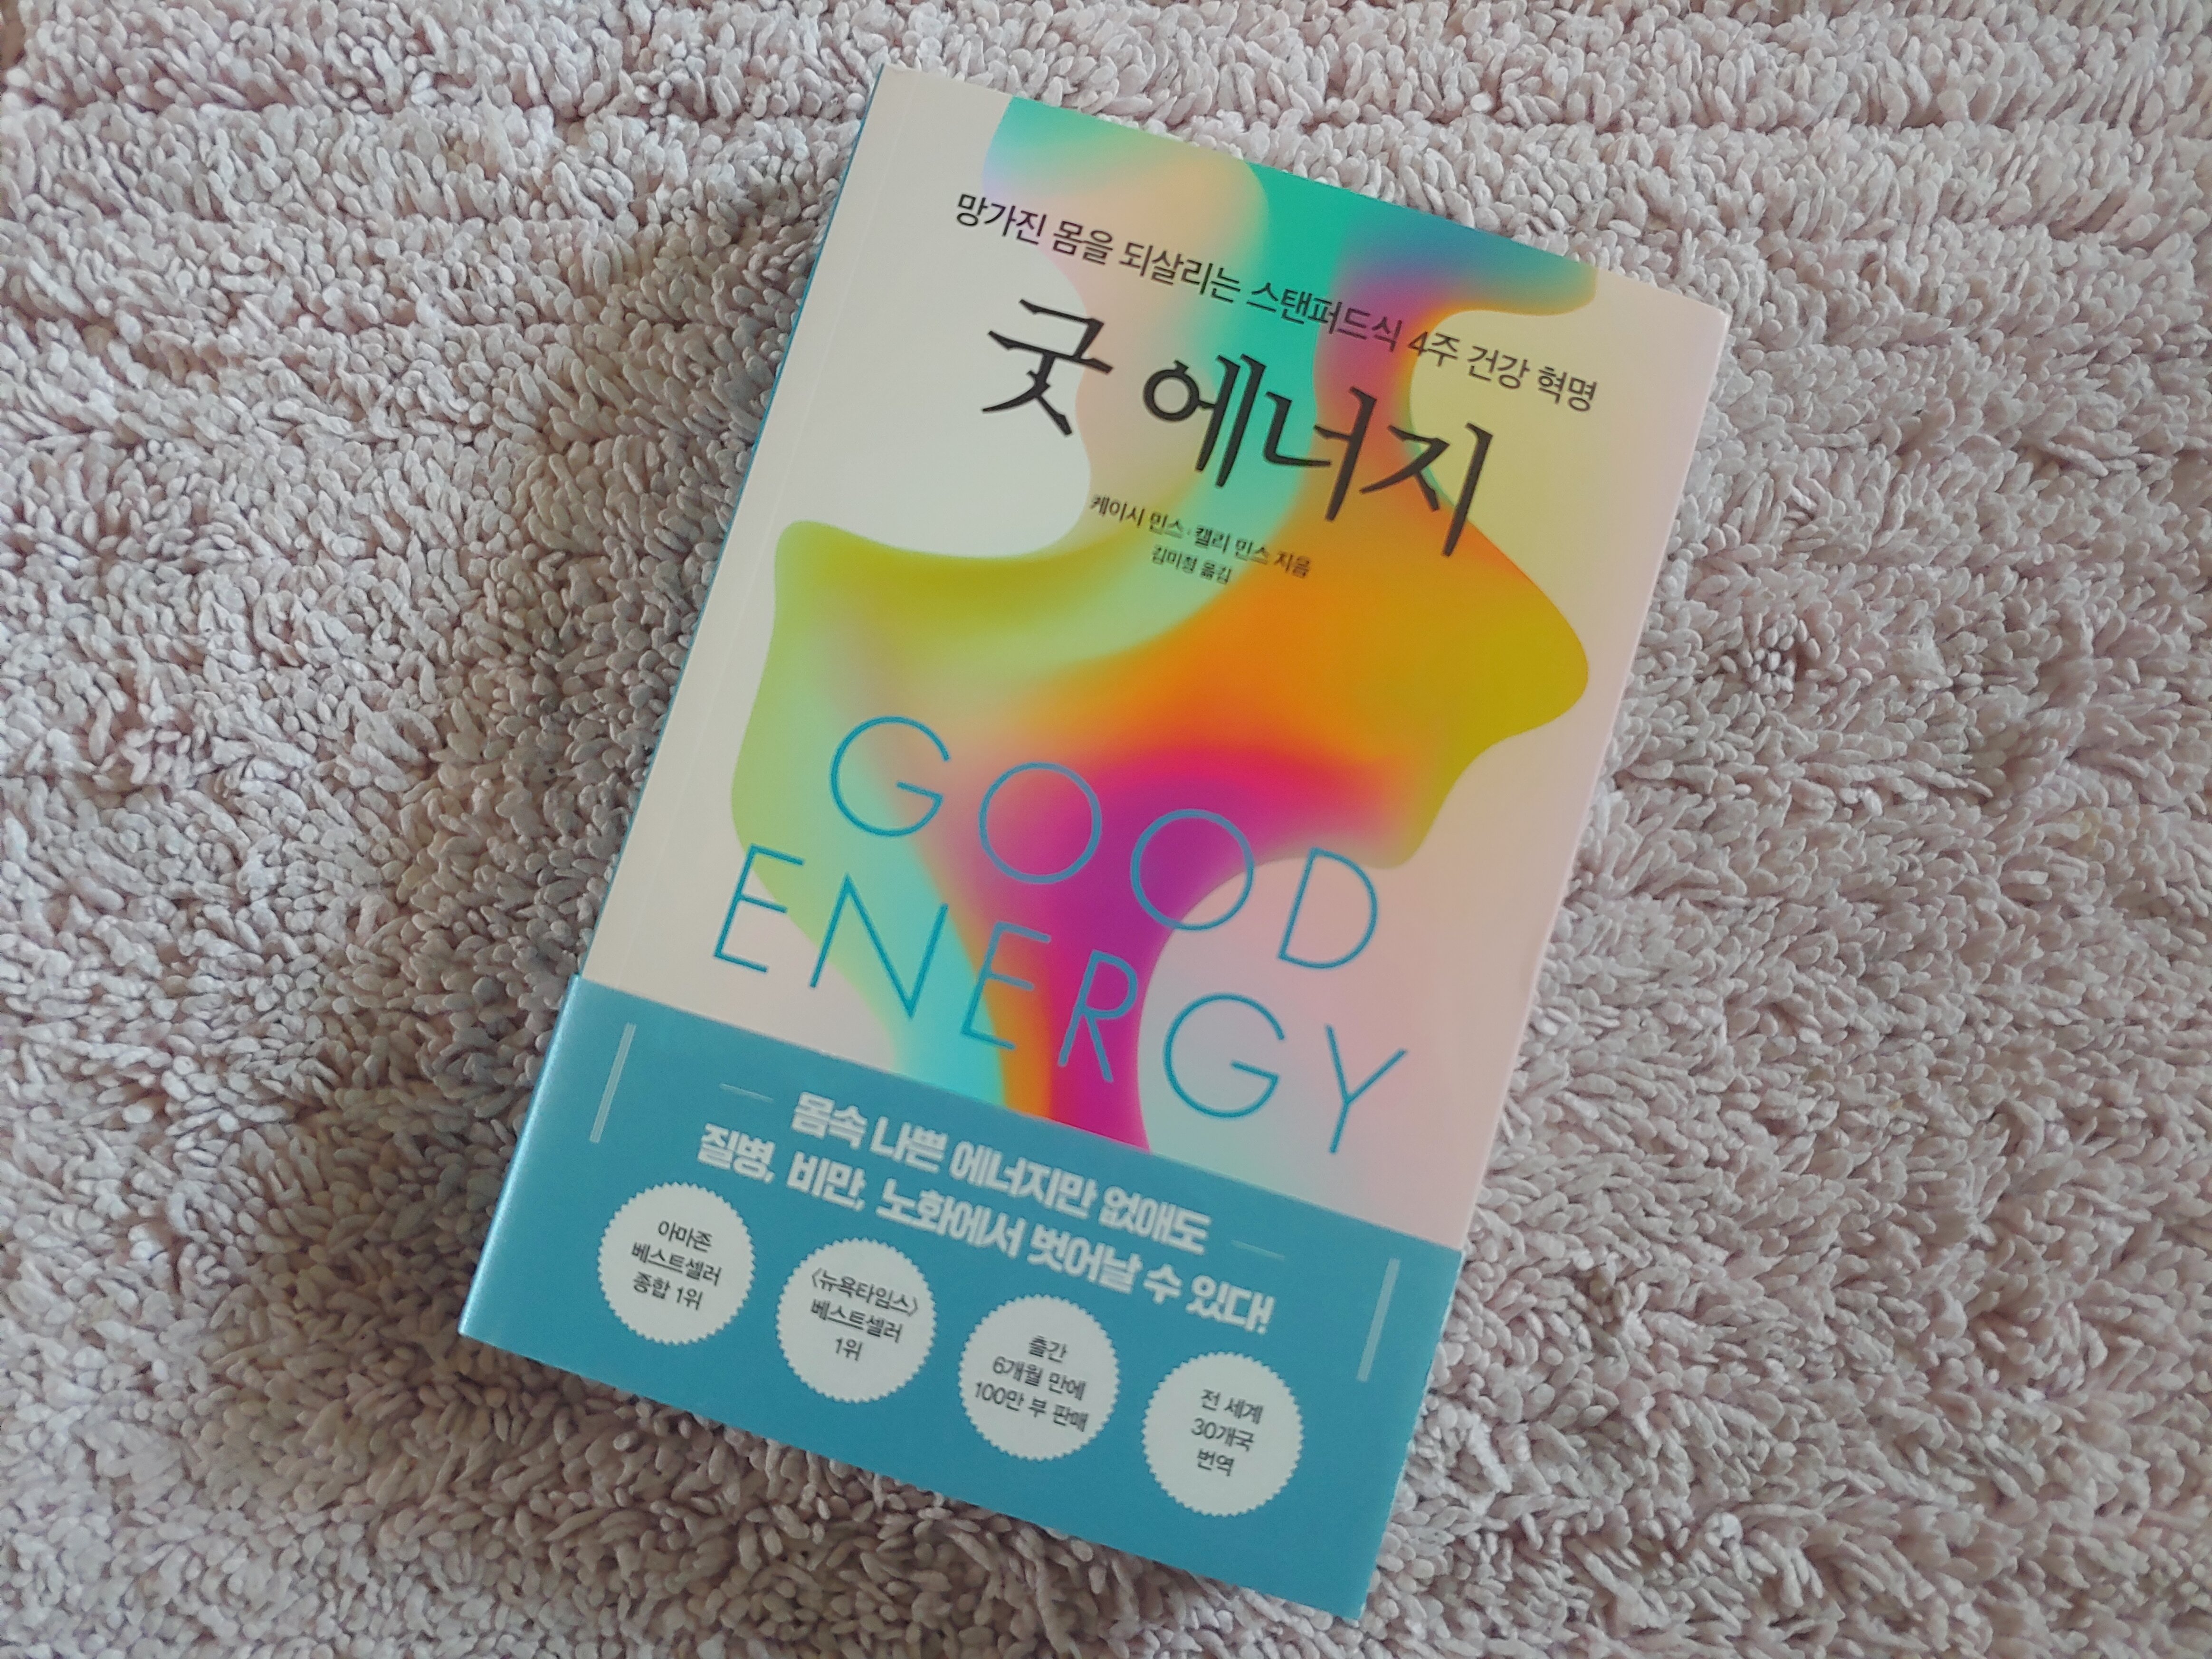 망가진 몸을 되살리는 스탠퍼드식 4주 건강 혁명
굿 에너지
케이시 민스·캘리 민스 지음
김미정 옮김
GOOD
ENERGY
몸속 나쁜 에너지만 없애도
질병, 비만, 노화에서 벗어날 수 있다!
아마존
베스트셀러
종합 1위
《뉴욕타임스》
베스트셀러
1위
출간
6개월 만에
100만 부 판매
전 세계
30개국
번역